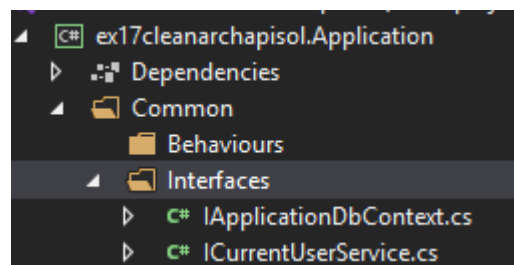 C# ex17cleanarchapisol.Application
Dependencies
Common
Behaviours
Interfaces
C# IApplicationDbContext.cs
C# ICurrentUserService.cs